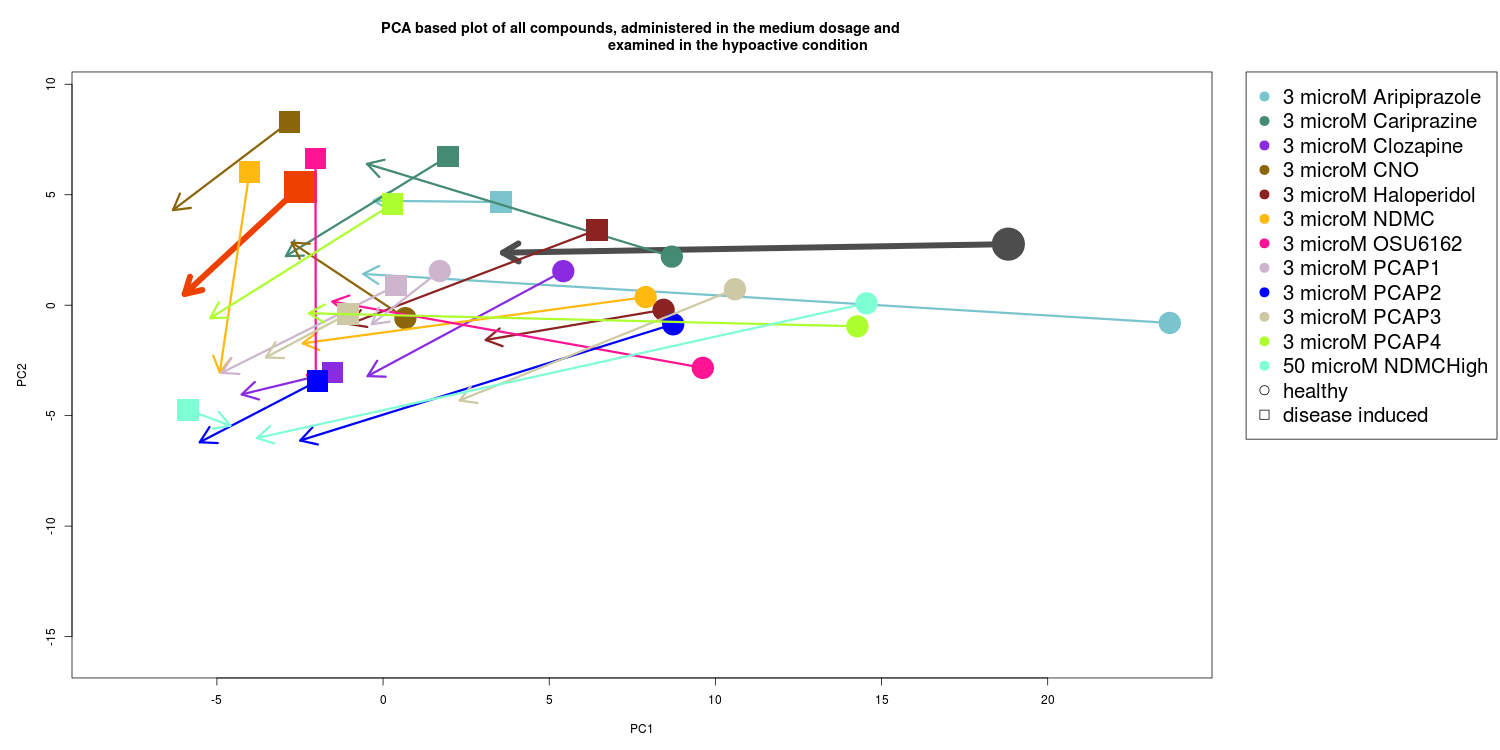 PCA based plot of all compounds, administered in the medium dosage and
examined in the hypoactive condition
10
5
0
-5
-10
-15
PC2
-5
0
5
10
15
20
PC1
3 microM Aripiprazole
3 microM Cariprazine
3 microM Clozapine
3 microM CNO
3 microM Haloperidol
3 microM NDMC
3 microM OSU6162
3 microM PCAP1
3 microM PCAP2
3 microM PCAP3
3 microM PCAP4
50 microM NDMCHigh
healthy
disease induced